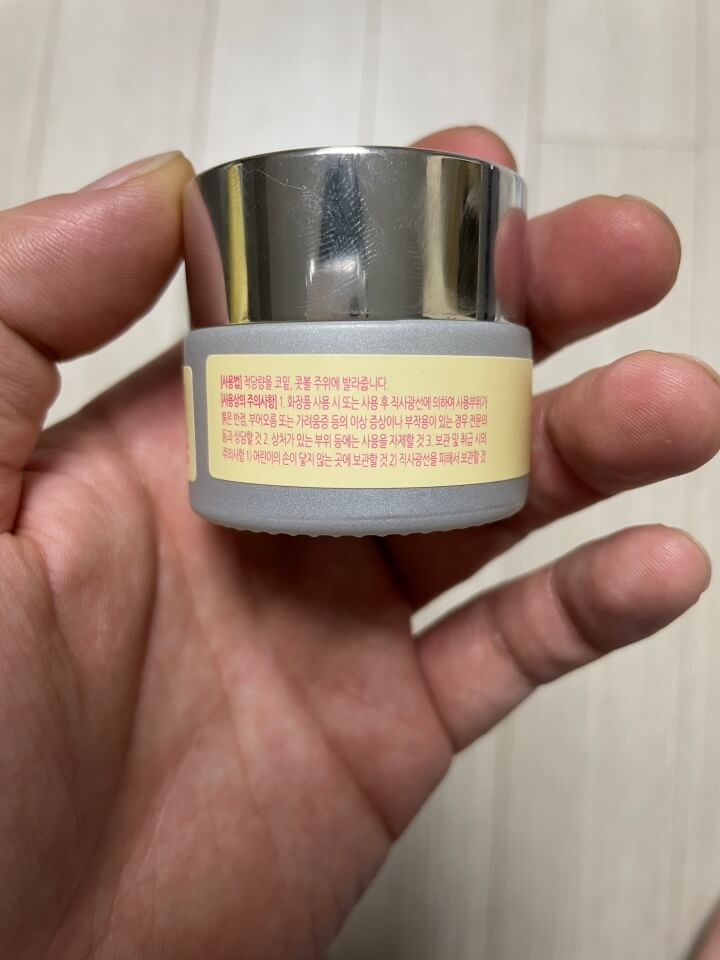 [사용법] 적당량을 코밑, 콧볼 주위에 발라줍니다.
[사용상의 주의사항] 1. 화장품 사용 시 또는 사용 후 직사광선에 의하여 사용부위가
붉은 반점, 부어오름 또는 가려움증 등의 이상 증상이나 부작용이 있는 경우 전문의
등과 상담할 것 2. 상처가 있는 부위 등에는 사용을 자제할 것 3. 보관 및 취급 시의
주의사항 1) 어린이의 손이 닿지 않는 곳에 보관할 것 2) 직사광선을 피해서 보관할 것